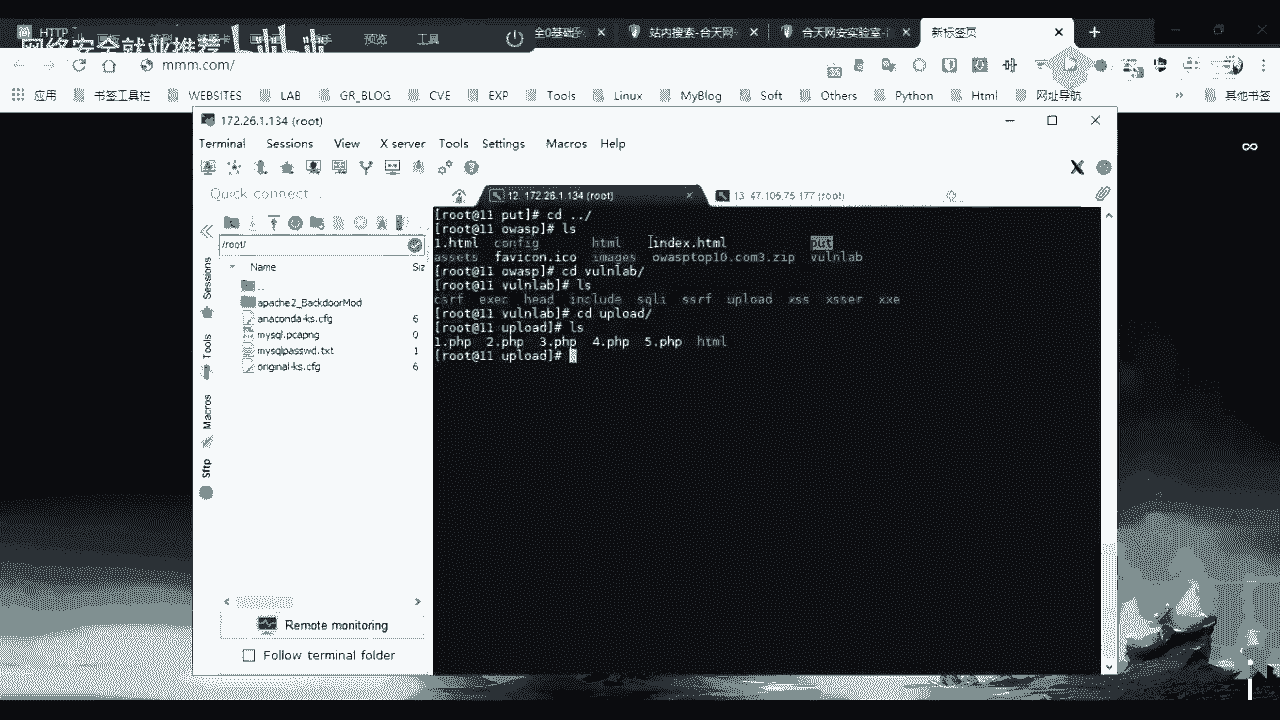 HTTP
网络安全就业推荐
预览
工具
站内搜索-合天网
合天网安实验室-
新标签页
mmm.com/
应用 书签工具栏 WEBSITES LAB GR_BLOG CVE EXP Tools Linux MyBlog Soft Others Python Html 网址导航 » 其他书签
172.26.1.134 (root)
Terminal Sessions View X server Tools Settings Macros Help
Quick connect...
12. 172.26.1.134 (root)
13. 47.106.75.177 (root)
/root/
Name Siz
..
apache2_BackdoorMod
anaconda-ks.cfg 6
mysql.pcapng 0
mysqlpasswd.txt 1
original-ks.cfg 6
Sessions
Tools
Macros
Sftp
Remote monitoring
Follow terminal folder
[root@11 put]# cd ../
[root@11 owasp]# ls
1.html config html index.html put
assets favicon.ico images owasptop10.com3.zip vulnlab
[root@11 owasp]# cd vulnlab/
[root@11 vulnlab]# ls
csrf exec head include sqli ssrf upload xss xsser xxe
[root@11 vulnlab]# cd upload/
[root@11 upload]# ls
1.php 2.php 3.php 4.php 5.php html
[root@11 upload]#